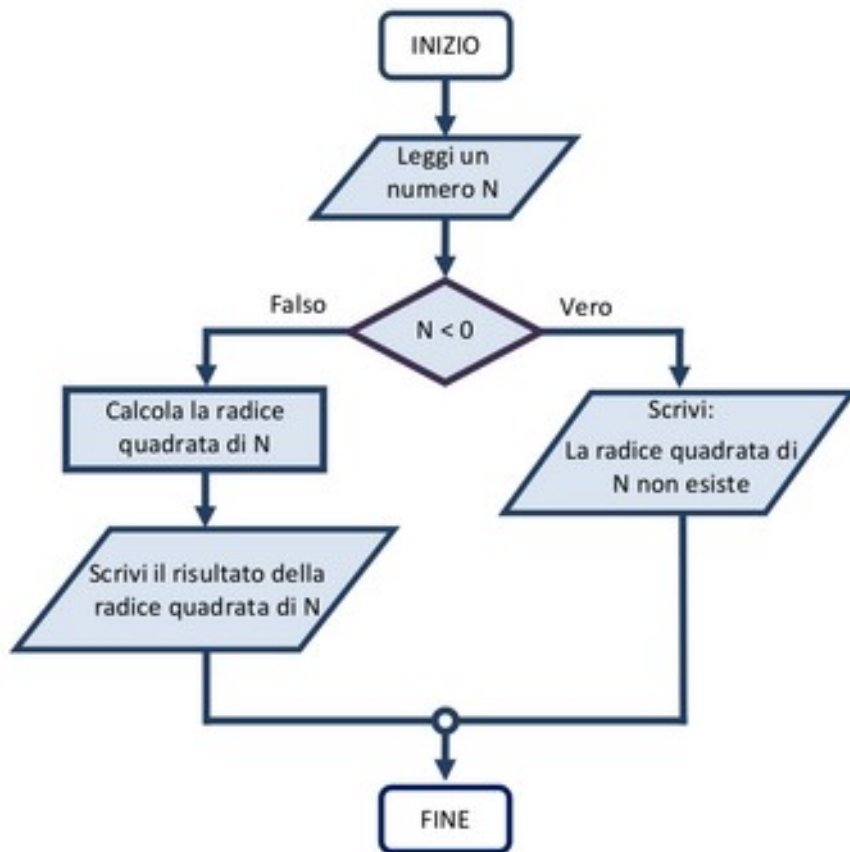 INIZIO
Leggi un
numero N
Falso
Vero
N < 0
Calcola la radice
quadrata di N
Scrivi:
La radice quadrata di
N non esiste
Scrivi il risultato della
radice quadrata di N
FINE